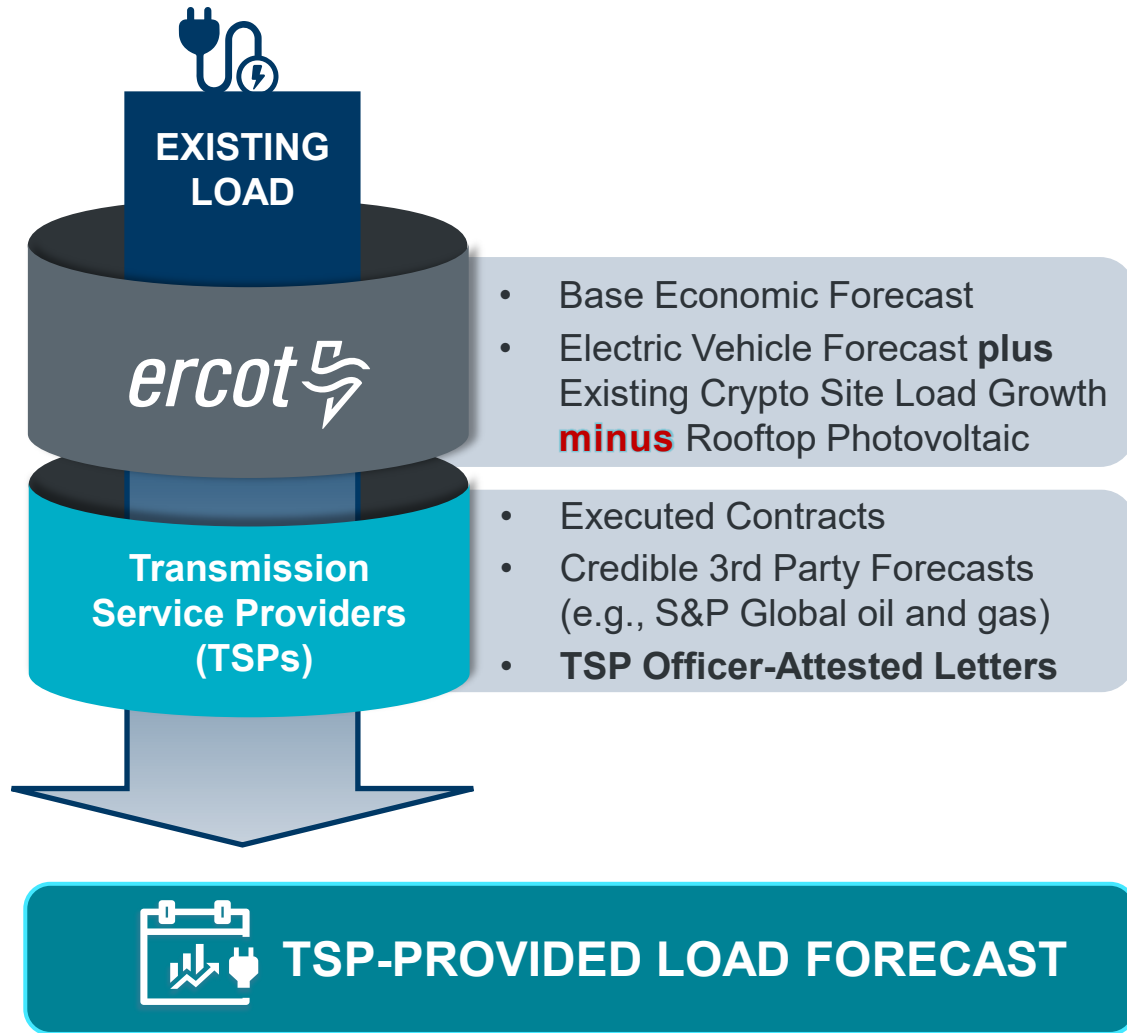 EXISTING
LOAD
ercot
• Base Economic Forecast
• Electric Vehicle Forecast plus
Existing Crypto Site Load Growth
minus Rooftop Photovoltaic
Transmission
Service Providers
(TSPs)
• Executed Contracts
• Credible 3rd Party Forecasts
(e.g., S&P Global oil and gas)
• TSP Officer-Attested Letters
TSP-PROVIDED LOAD FORECAST